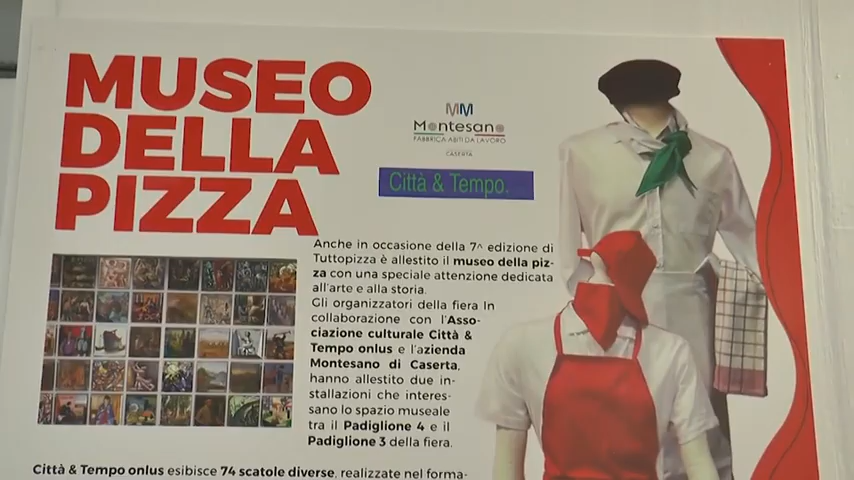 MUSEO
DELLA
PIZZA
Montesano
FABBRICA ABITI DA LAVORO
CASERTA
Città & Tempo.
Anche in occasione della 7^ edizione di
Tuttopizza è allestito il museo della piz-
za con una speciale attenzione dedicata
all'arte e alla storia.
Gli organizzatori della fiera In
collaborazione con l'Asso-
ciazione culturale Città &
Tempo onlus e l'azienda
Montesano di Caserta,
hanno allestito due in-
stallazioni che interes-
sano lo spazio museale
tra il Padiglione 4 e il
Padiglione 3 della fiera.
Città & Tempo onlus esibisce 74 scatole diverse, realizzate nel forma-